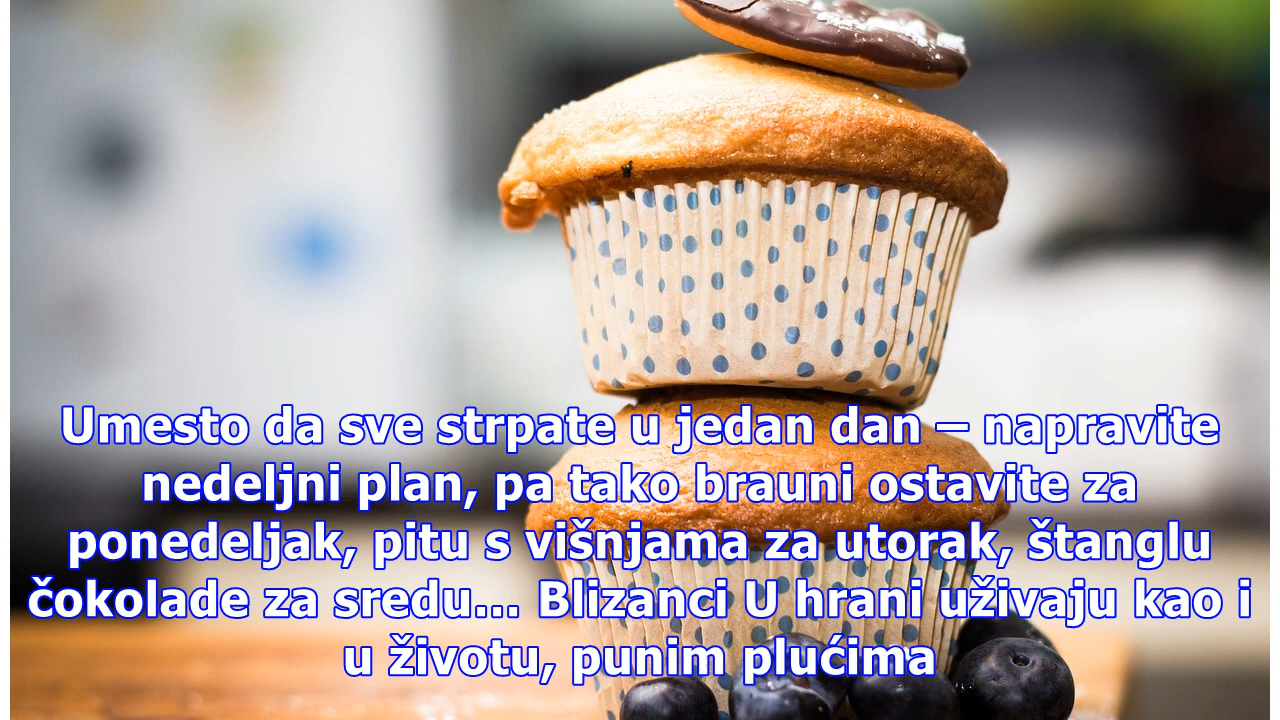 Umesto da sve strpate u jedan dan – napravite
nedeljni plan, pa tako brauni ostavite za
ponedeljak, pitu s višnjama za utorak, štanglu
čokolade za sredu... Blizanci U hrani uživaju kao i
u životu, punim plućima